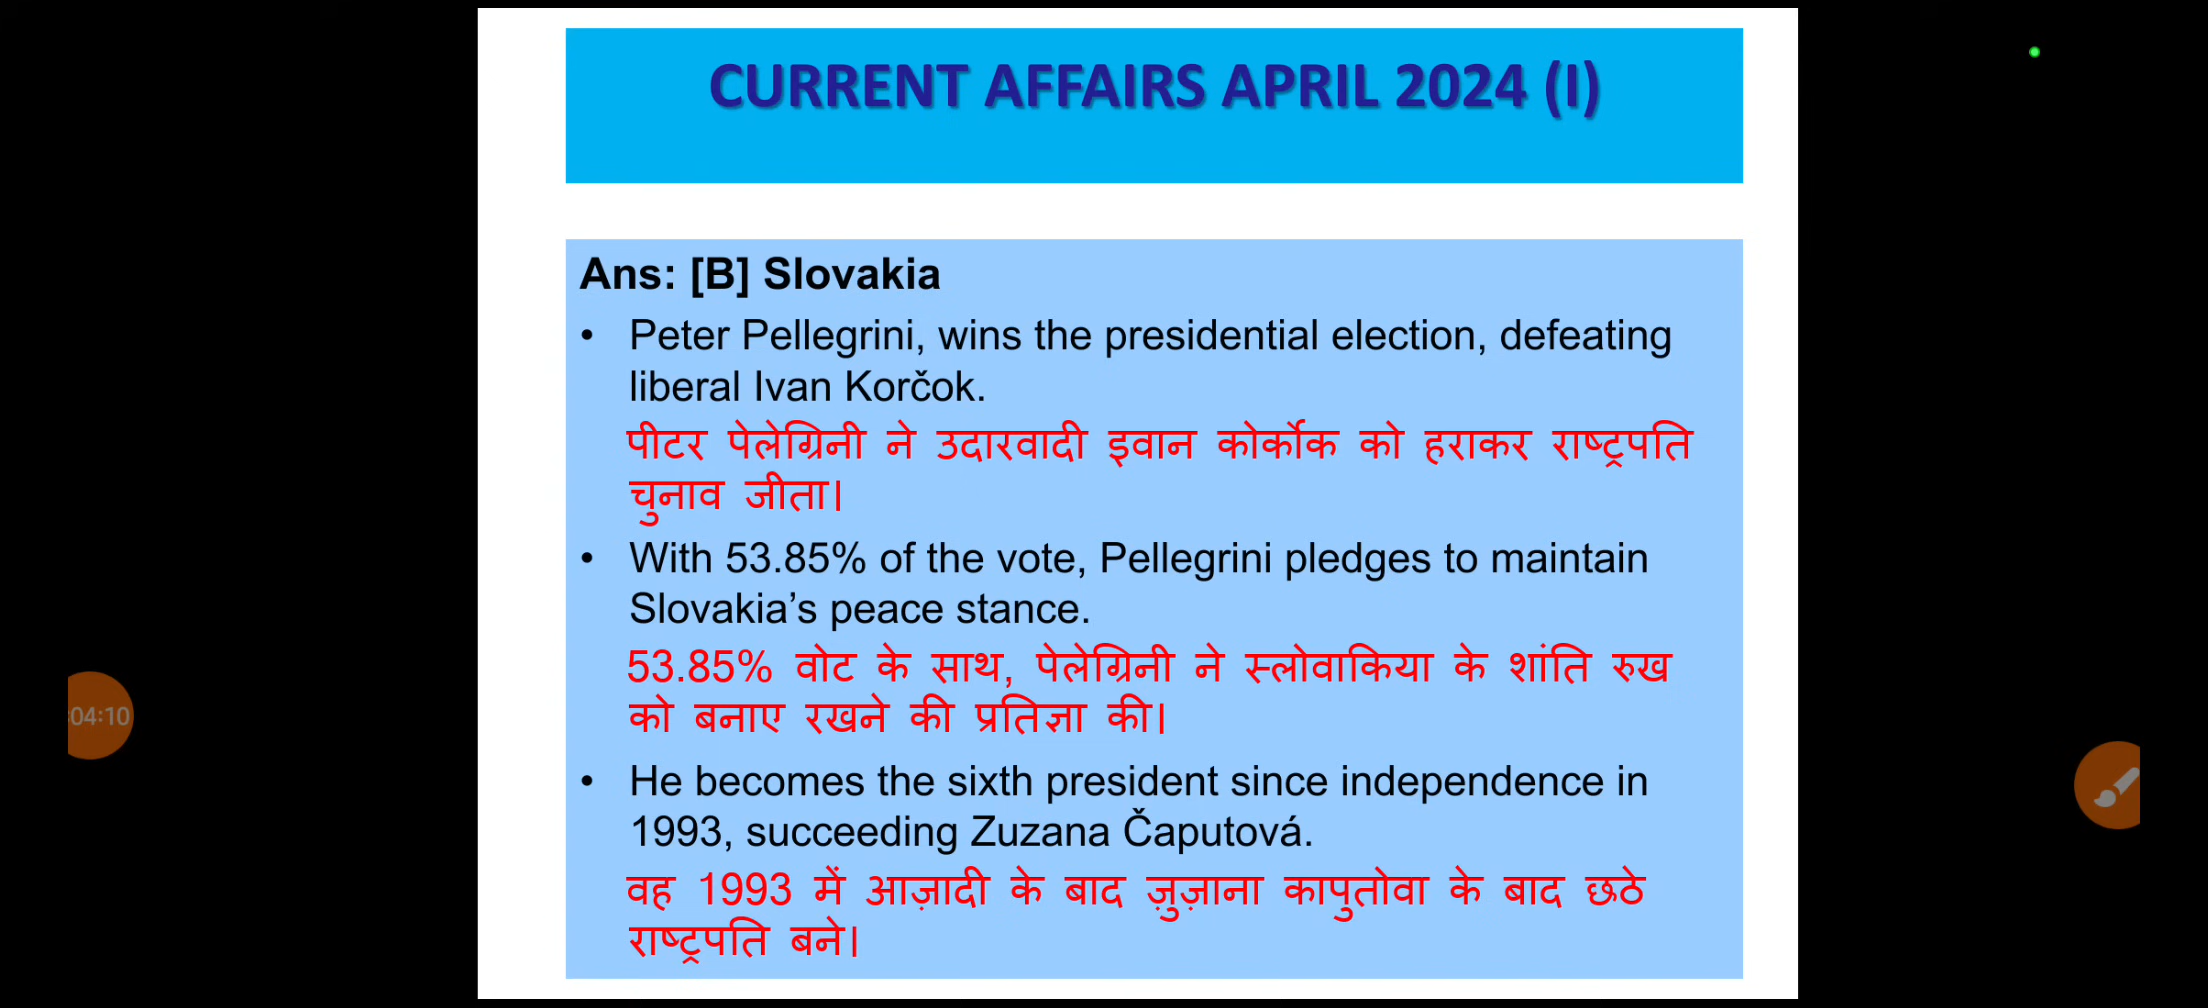 CURRENT AFFAIRS APRIL 2024 (I)
Ans: [B] Slovakia
• Peter Pellegrini, wins the presidential election, defeating
liberal Ivan Korčok.
पीटर पेलेग्रिनी ने उदारवादी इवान कोर्कोक को हराकर राष्ट्रपति
चुनाव जीता।
• With 53.85% of the vote, Pellegrini pledges to maintain
Slovakia’s peace stance.
53.85% वोट के साथ, पेलेग्रिनी ने स्लोवाकिया के शांति रुख
को बनाए रखने की प्रतिज्ञा की।
• He becomes the sixth president since independence in
1993, succeeding Zuzana Čaputová.
वह 1993 में आज़ादी के बाद ज़ुज़ाना कापुतोवा के बाद छठे
राष्ट्रपति बने।
:04:10